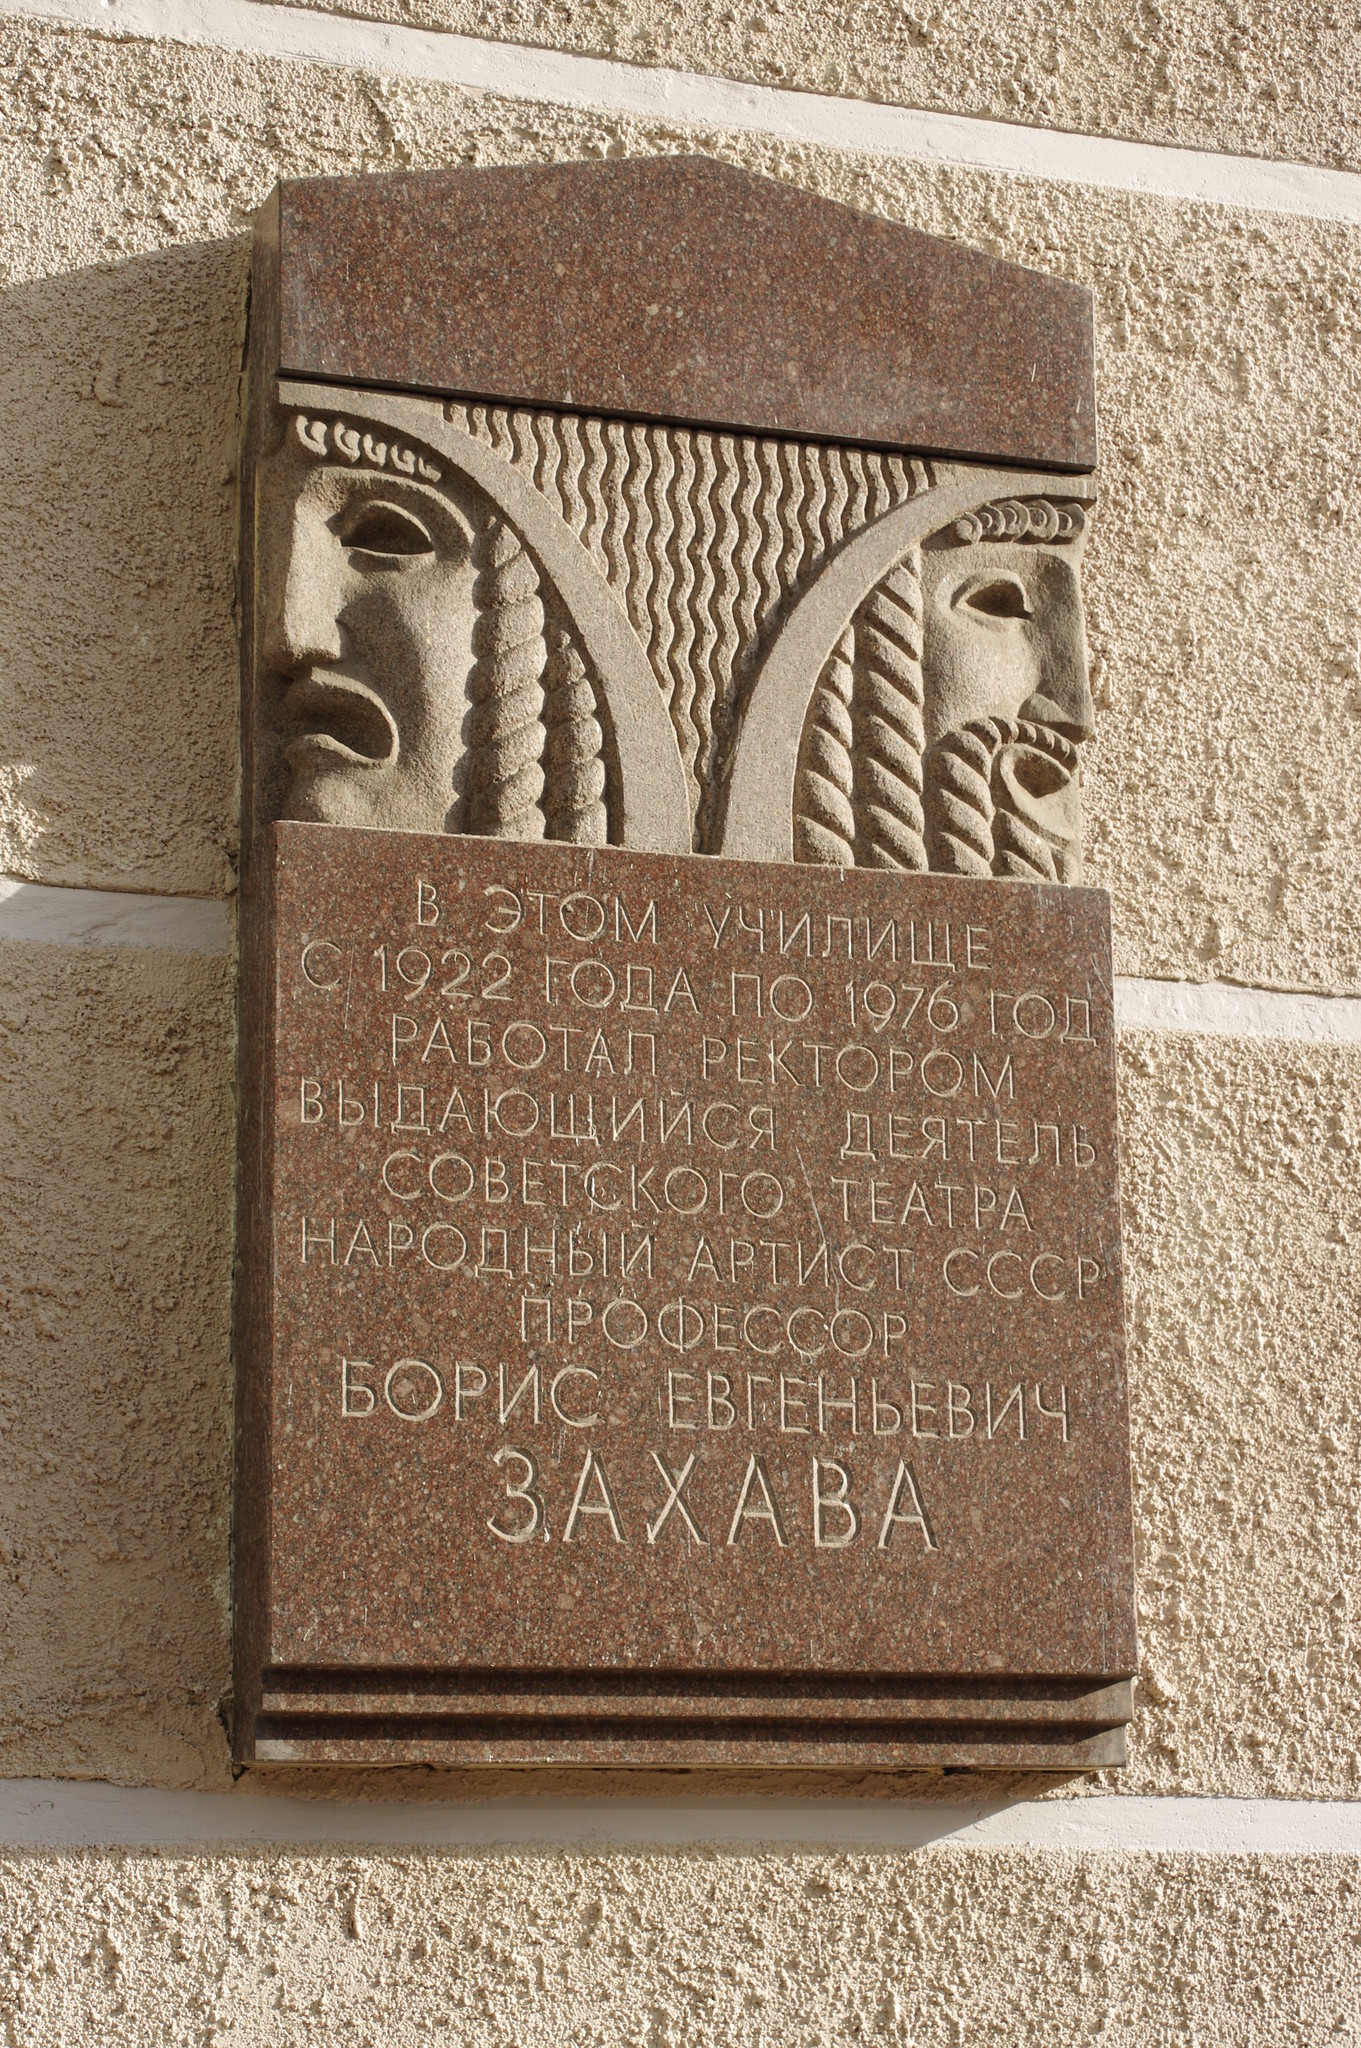 В ЭТОМ УЧИЛИЩЕ
С 1922 ГОДА ПО 1976 ГОД
РАБОТАЛ РЕКТОРОМ
ВЫДАЮЩИЙСЯ ДЕЯТЕЛЬ
СОВЕТСКОГО ТЕАТРА
НАРОДНЫЙ АРТИСТ СССР
ПРОФЕССОР
БОРИС ЕВГЕНЬЕВИЧ
ЗАХАВА